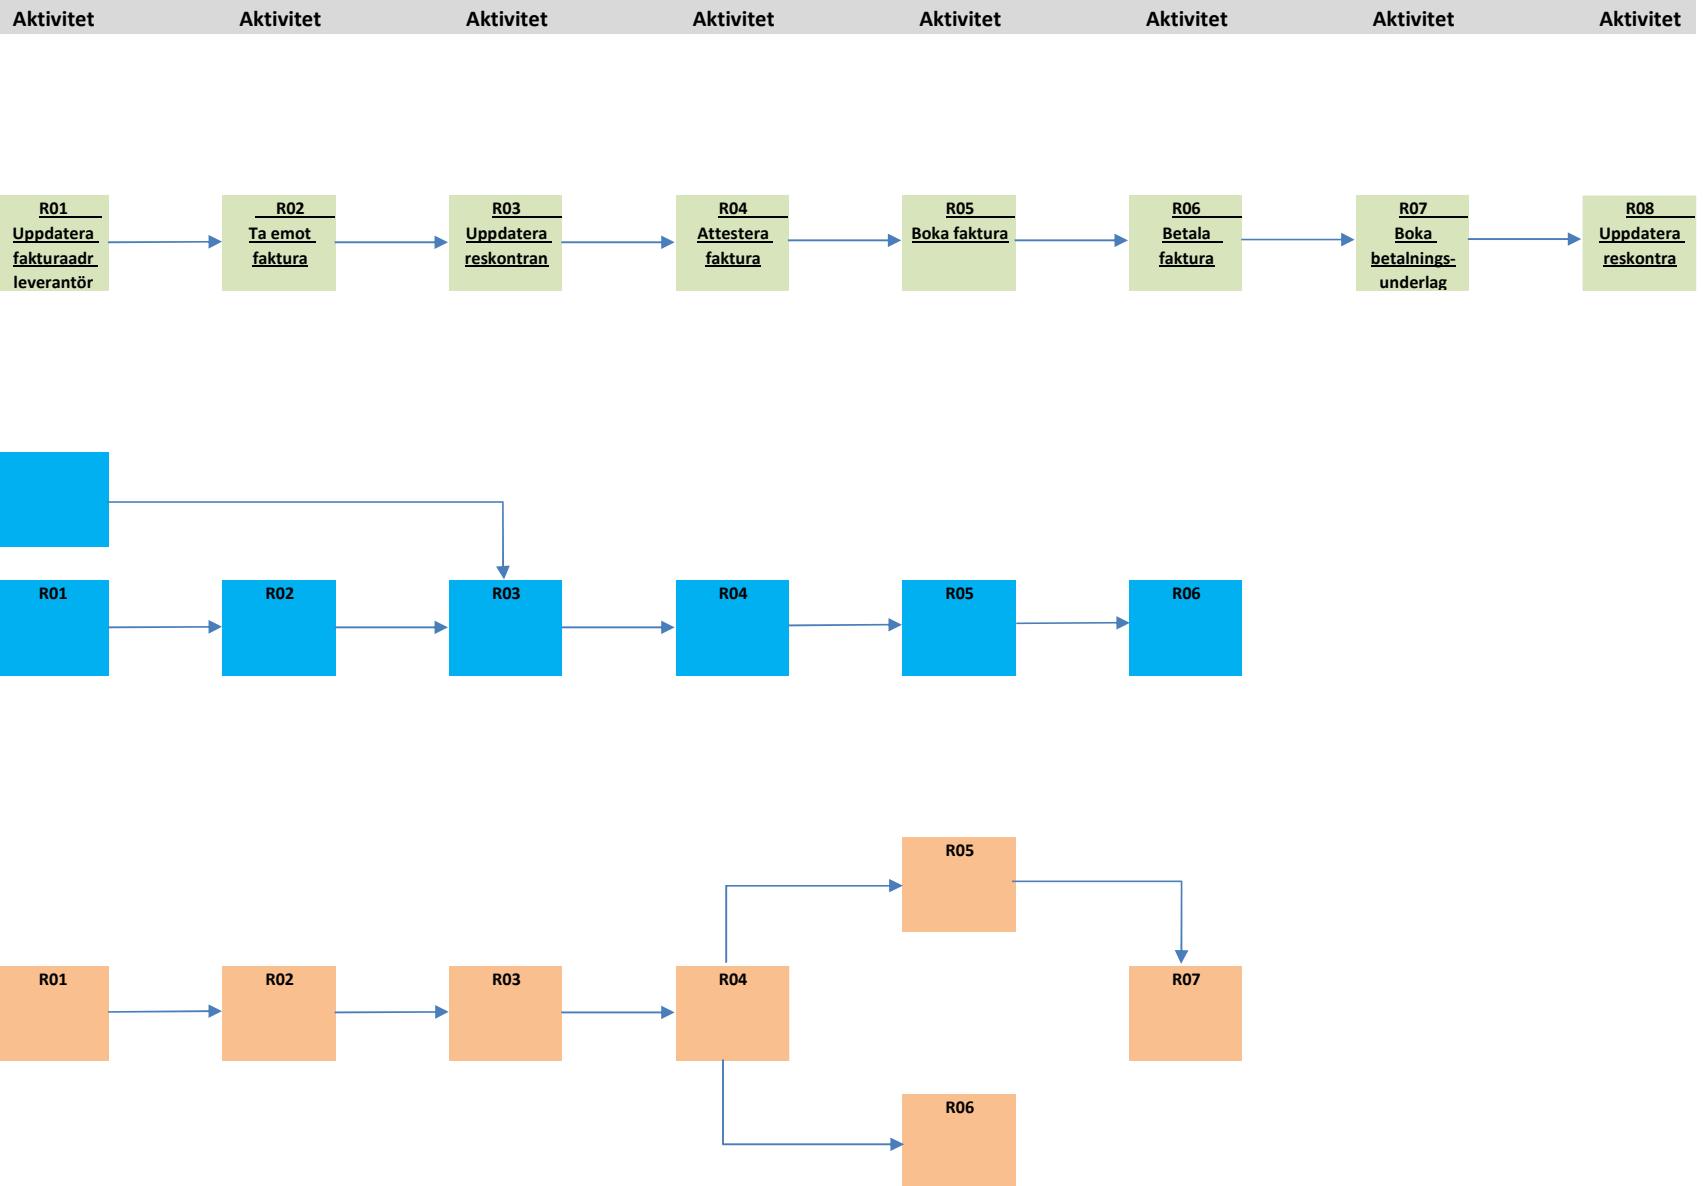 Aktivitet Aktivitet Aktivitet Aktivitet Aktivitet Aktivitet Aktivitet Aktivitet
R01
Uppdatera
fakturaadr
leverantör
R02
Ta emot
faktura
R03
Uppdatera
reskontran
R04
Attestera
faktura
R05
Boka faktura
R06
Betala
faktura
R07
Boka
betalnings-
underlag
R08
Uppdatera
reskontra
R01 R02 R03 R04 R05 R06
R05
R01 R02 R03 R04 R07
R06